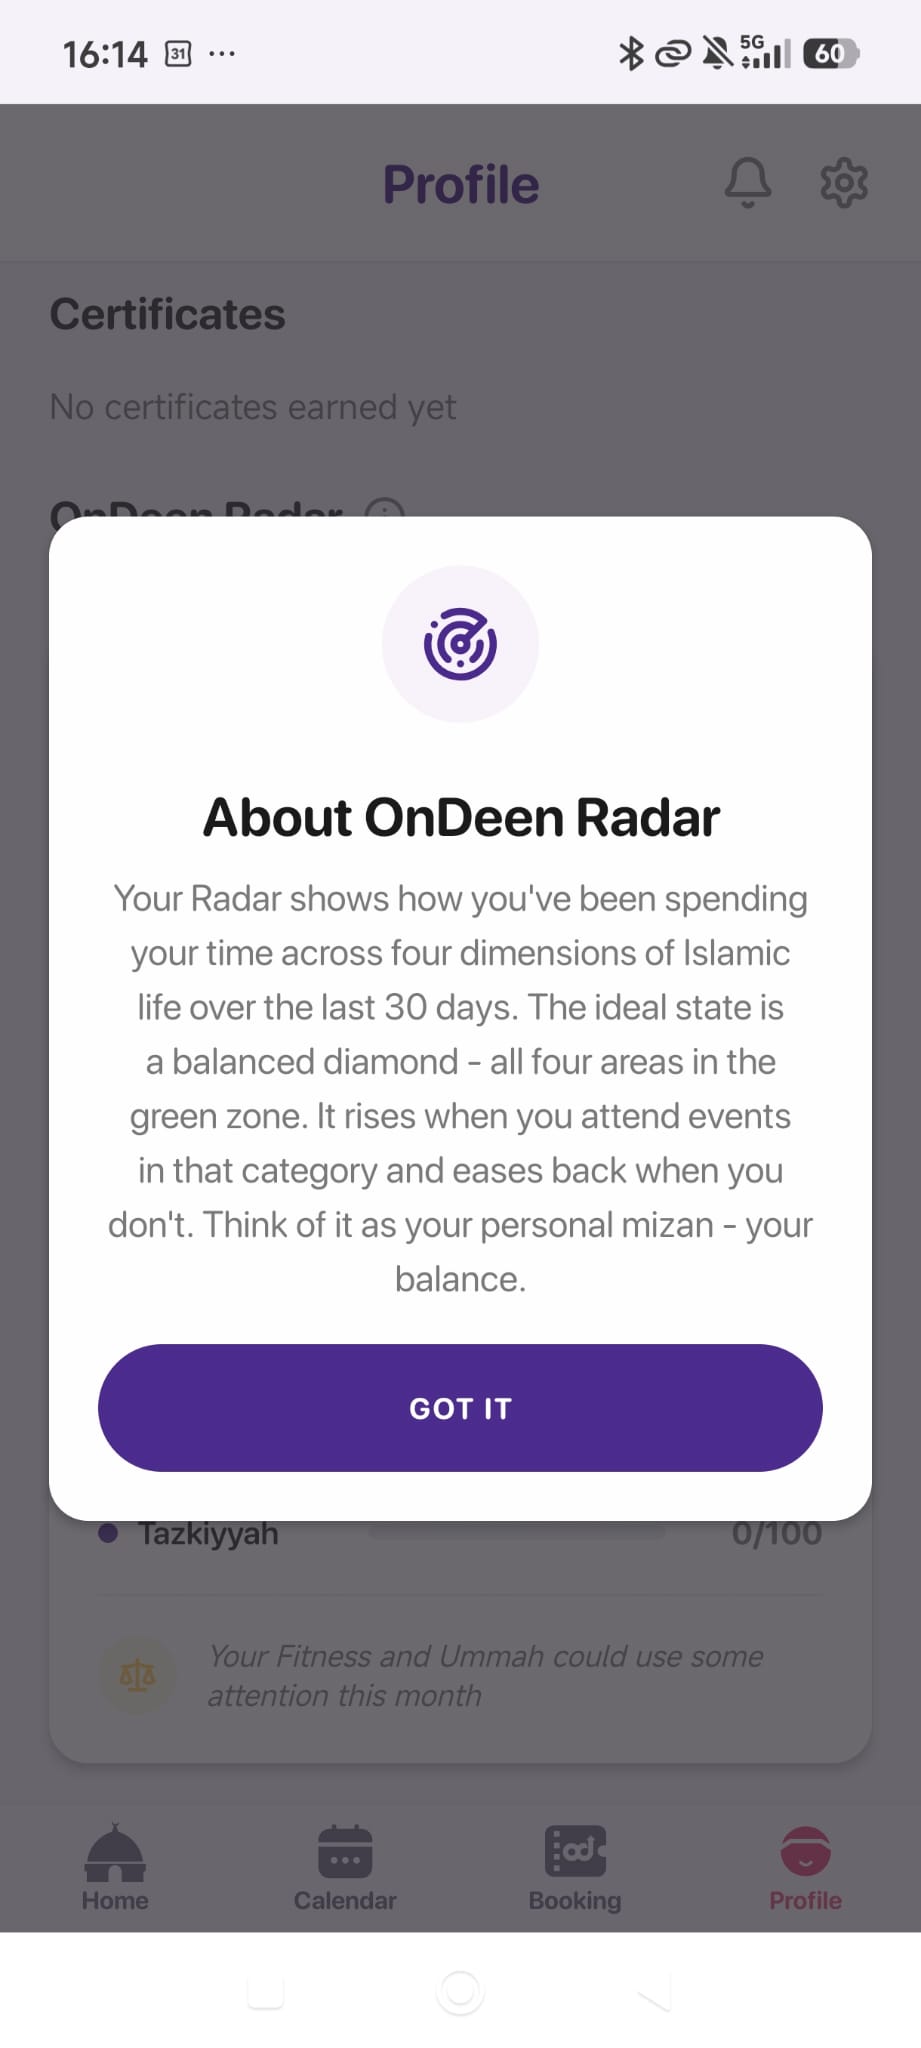 16:14 31 ...
5G 60
Profile
Certificates
No certificates earned yet
OnDeen Radar
About OnDeen Radar
Your Radar shows how you've been spending
your time across four dimensions of Islamic
life over the last 30 days. The ideal state is
a balanced diamond - all four areas in the
green zone. It rises when you attend events
in that category and eases back when you
don't. Think of it as your personal mizan - your
balance.
GOT IT
Tazkiyyah 0/100
Your Fitness and Ummah could use some
attention this month
Home Calendar Booking Profile